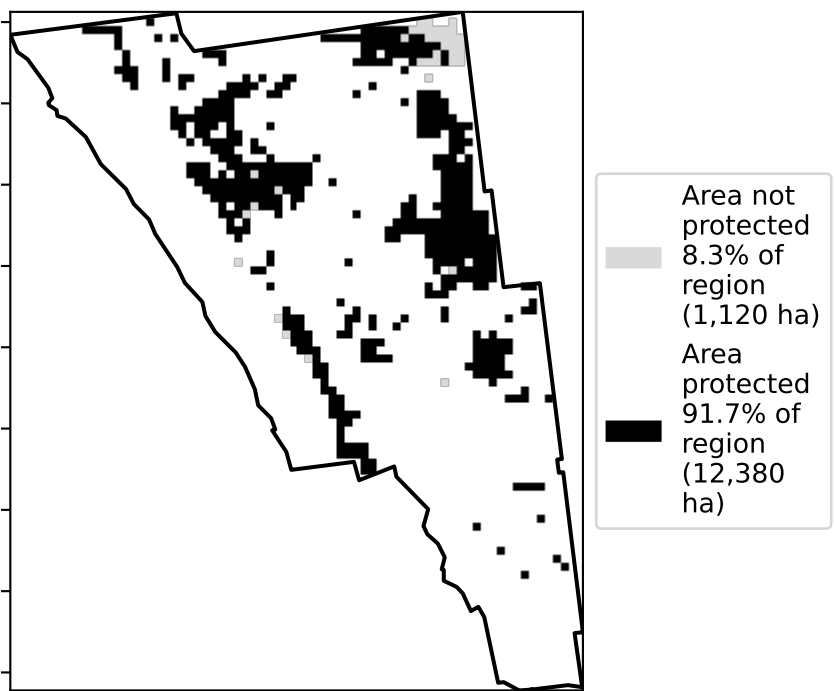 Area not
protected
8.3% of
region
(1,120 ha)
Area
protected
91.7% of
region
(12,380
ha)